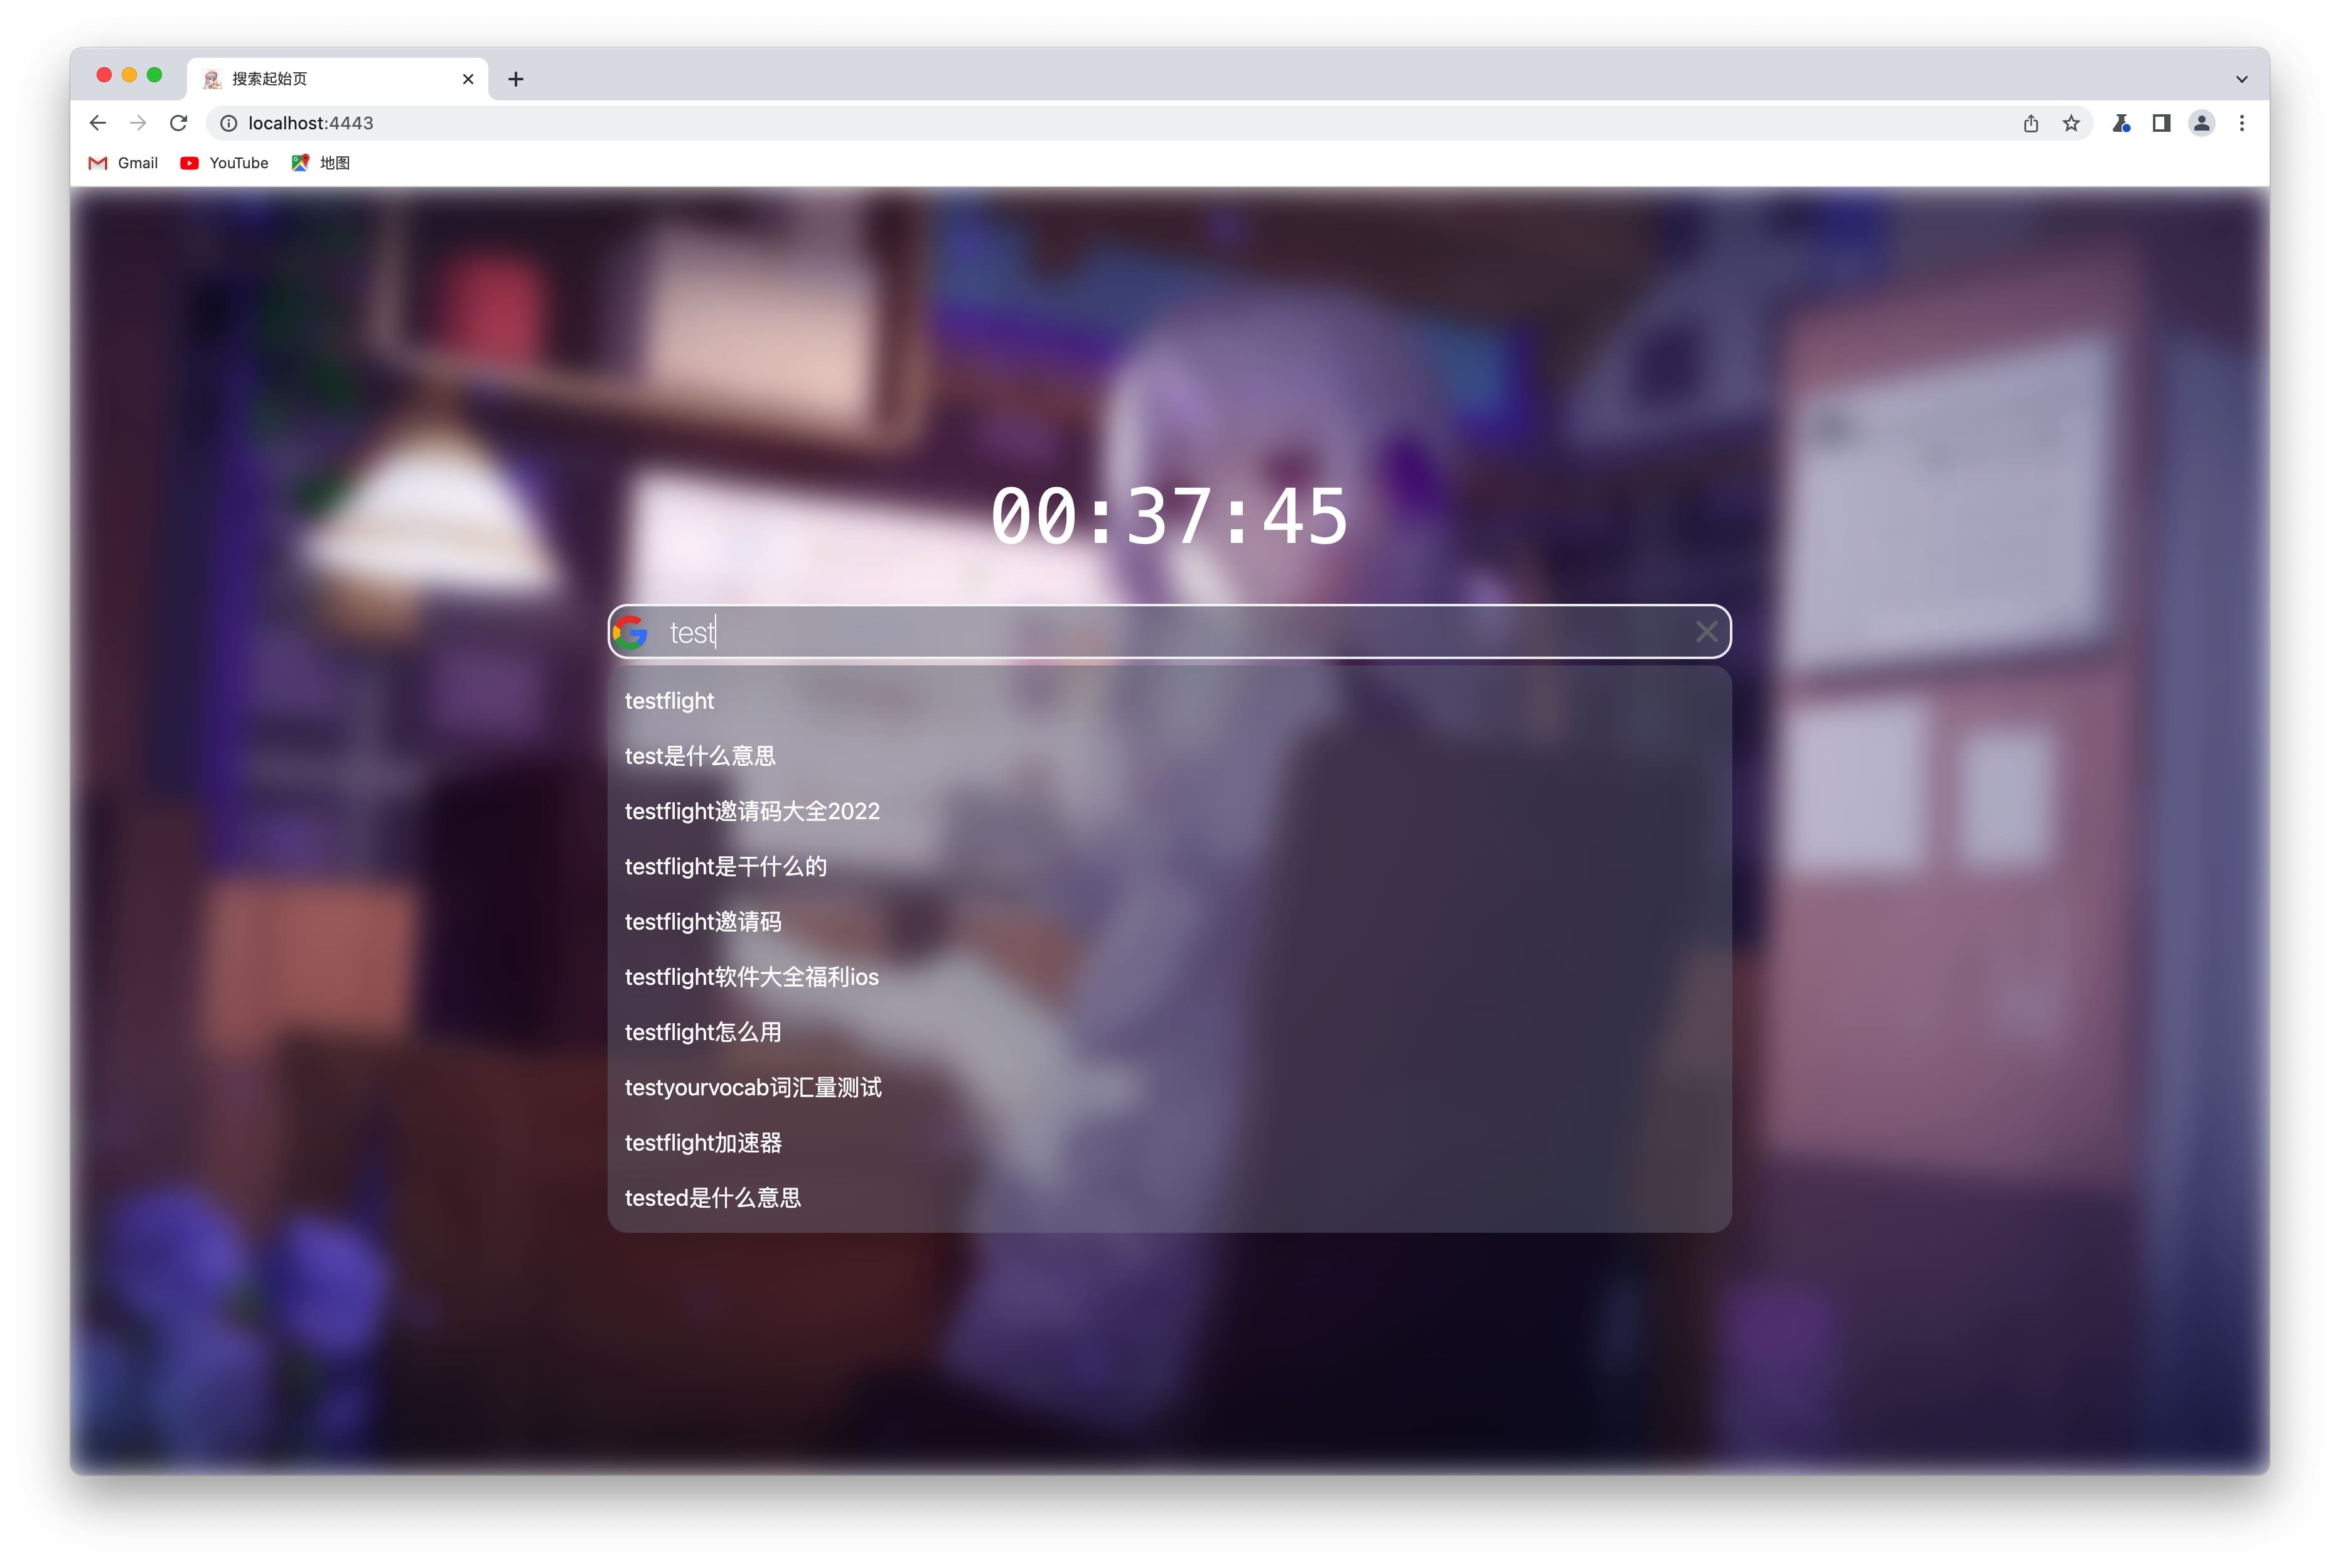 搜索起始页
localhost:4443
Gmail YouTube 地图
00:37:45
test
testflight
test是什么意思
testflight邀请码大全2022
testflight是干什么的
testflight邀请码
testflight软件大全福利ios
testflight怎么用
testyourvocab词汇量测试
testflight加速器
tested是什么意思